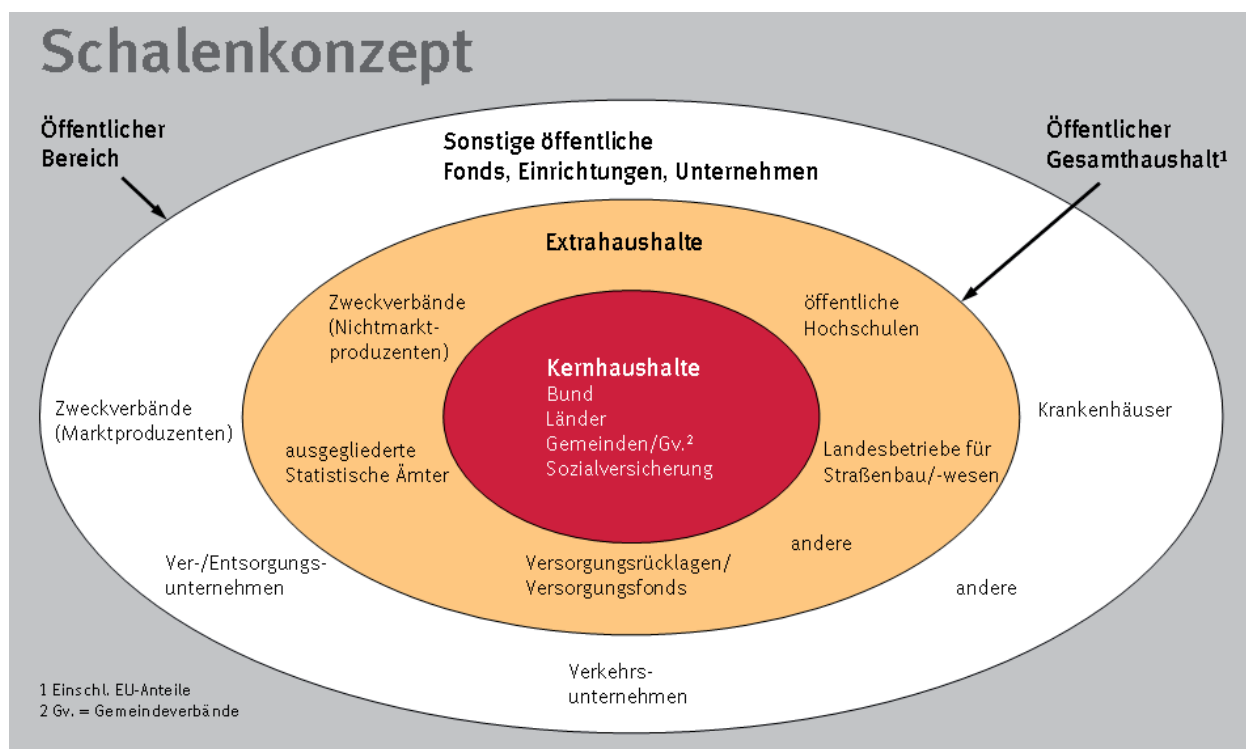 Schalenkonzept
Öffentlicher
Bereich
Sonstige öffentliche
Fonds, Einrichtungen, Unternehmen
Öffentlicher
Gesamthaushalt¹
Extrahaushalte
Zweckverbände
(Nichtmarkt-
produzenten)
öffentliche
Hochschulen
Kernhaushalte
Bund
Länder
Gemeinden/Gv.²
Sozialversicherung
Zweckverbände
(Marktproduzenten)
Krankenhäuser
ausgegliederte
Statistische Ämter
Landesbetriebe für
Straßenbau/-wesen
andere
Ver-/Entsorgungs-
unternehmen
Versorgungsrücklagen/
Versorgungsfonds
andere
Verkehrs-
unternehmen
1 Einschl. EU-Anteile
2 Gv. = Gemeindeverbände